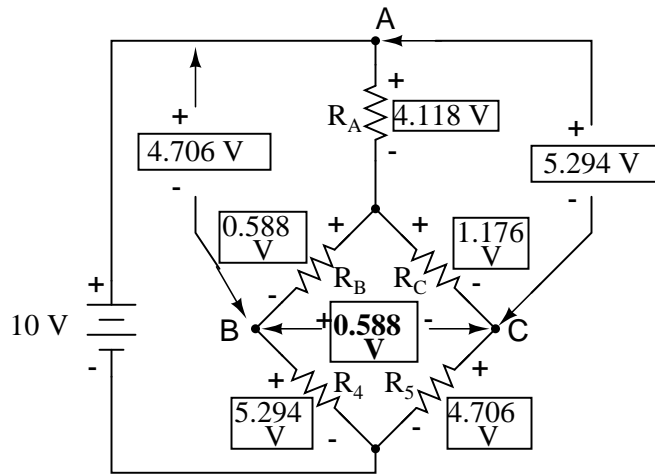 A
+
+
+
R_A
4.118 V
4.706 V
5.294 V
-
-
-
0.588
V
+
+
1.176
V
+
-
R_B
R_C
-
10 V
B
+
0.588
V
-
C
-
+
R_4
R_5
+
5.294
V
4.706
V
-
-